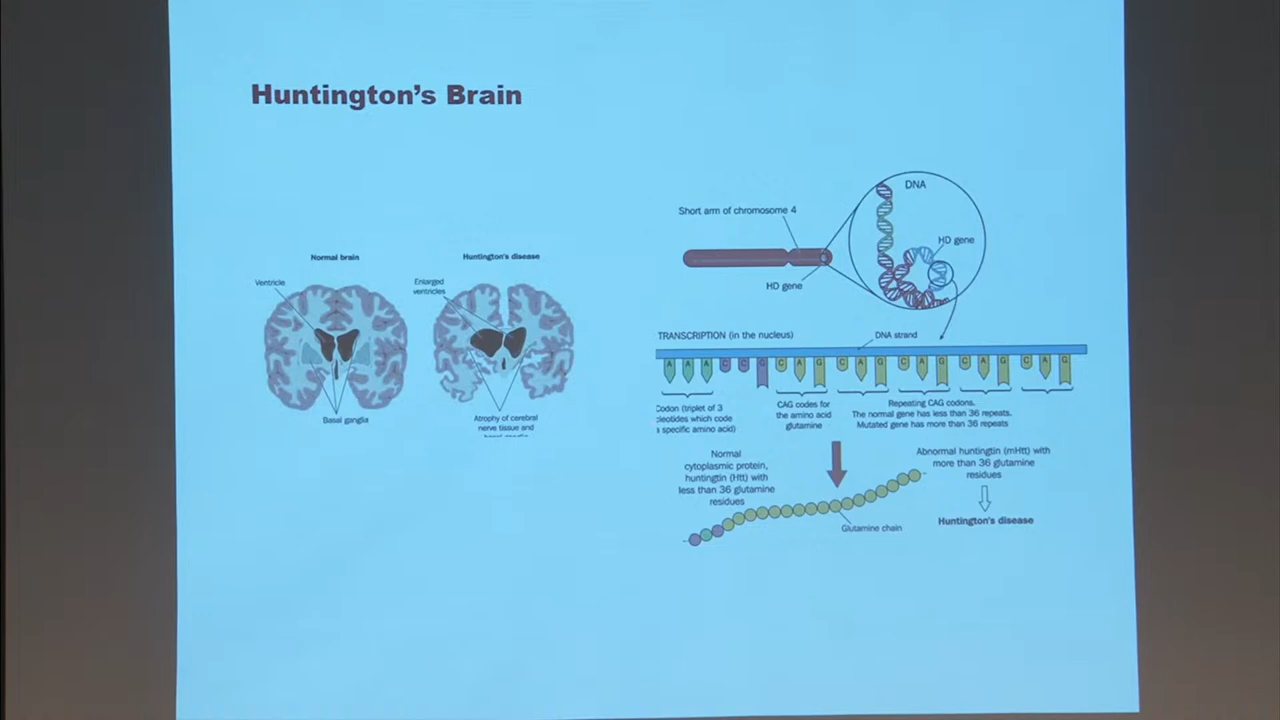 Huntington's Brain
Normal brain
Huntington's disease
Ventricle
Enlarged
ventricles
Basal ganglia
Atrophy of cerebral
nerve tissue and
Short arm of chromosome 4
DNA
HD gene
HD gene
TRANSCRIPTION (in the nucleus)
DNA strand
A A A C C G C A G C A G C A G C A G C A G
Codon (triplet of 3
cleotides which code
a specific amino acid)
CAG codes for
the amino acid
glutamine
Repeating CAG codons.
The normal gene has less than 36 repeats.
Mutated gene has more than 36 repeats
Normal
cytoplasmic protein,
huntingtin (Htt) with
less than 36 glutamine
residues
Abnormal huntingtin (mHtt) with
more than 36 glutamine
residues
Glutamine chain
Huntington's disease